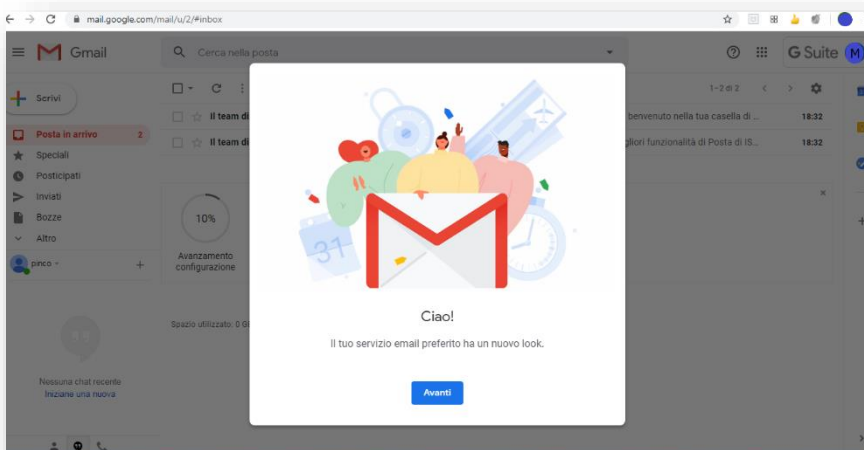 mail.google.com/mail/u/2/#inbox
Gmail
Cerca nella posta
G Suite
M
Scrivi
1–2 di 2
Posta in arrivo 2
Il team di
benvenuto nella tua casella di ...
18:32
Il team di
gliori funzionalità di Posta di IS...
18:32
Speciali
Posticipati
Inviati
Bozze
Altro
pinco
10%
Avanzamento
configurazione
31
Ciao!
Il tuo servizio email preferito ha un nuovo look.
Avanti
Spazio utilizzato: 0 G
Nessuna chat recente
Iniziane una nuova